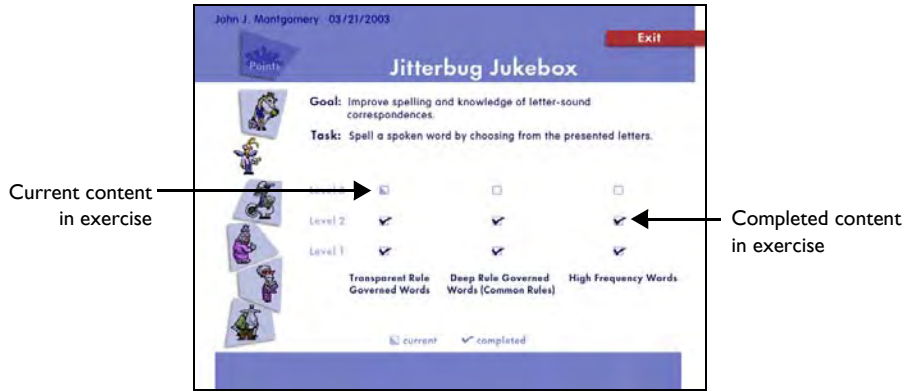 John J. Montgomery 03/21/2003
Exit
Points
Jitterbug Jukebox
Goal: Improve spelling and knowledge of letter-sound
correspondences.
Task: Spell a spoken word by choosing from the presented letters.
Current content
in exercise
Level 3
Level 2
Completed content
in exercise
Level 1
Transparent Rule
Governed Words
Deep Rule Governed
Words (Common Rules)
High Frequency Words
current
completed